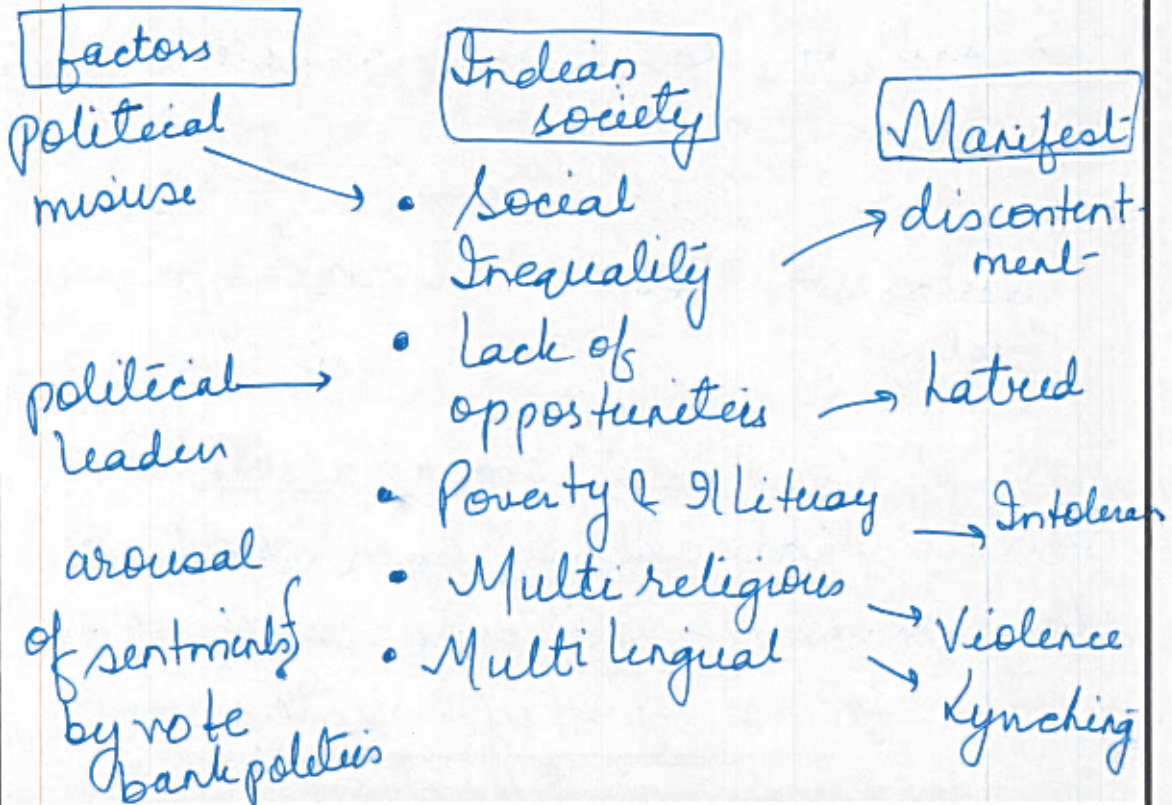 factors
political
misuse
political
leaders
arousal
of sentiments
by vote
bank politics
Indian
society
• Social
Inequality
• Lack of
opportunities
• Poverty & Illiteracy
• Multi religious
• Multi lingual
Manifest
discontent-
ment
hatred
Intoleran
Violence
Lynching